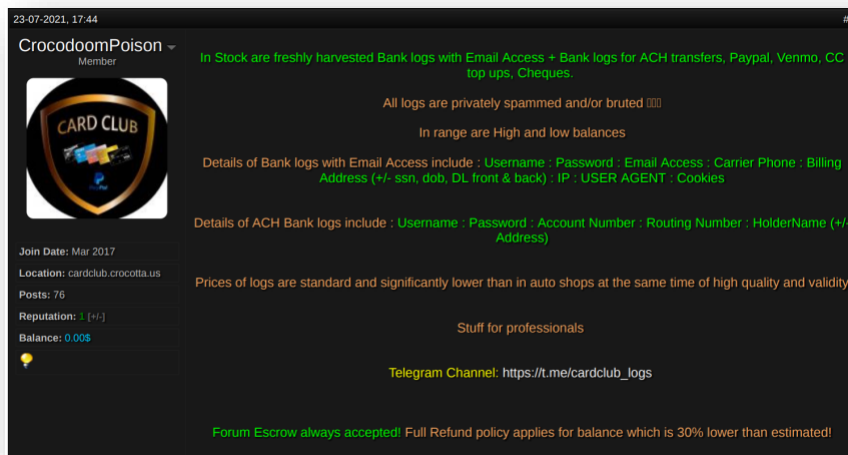 23-07-2021, 17:44
#
CrocodoomPoison
Member
CARD CLUB
Join Date: Mar 2017
Location: cardclub.crocotta.us
Posts: 76
Reputation: 1 [+/-]
Balance: 0.00$
In Stock are freshly harvested Bank logs with Email Access + Bank logs for ACH transfers, Paypal, Venmo, CC
top ups, Cheques.
All logs are privately spammed and/or bruted
In range are High and low balances
Details of Bank logs with Email Access include : Username : Password : Email Access : Carrier Phone : Billing
Address (+/- ssn, dob, DL front & back) : IP : USER AGENT : Cookies
Details of ACH Bank logs include : Username : Password : Account Number : Routing Number : HolderName (+/-
Address)
Prices of logs are standard and significantly lower than in auto shops at the same time of high quality and validity
Stuff for professionals
Telegram Channel: https://t.me/cardclub_logs
Forum Escrow always accepted! Full Refund policy applies for balance which is 30% lower than estimated!